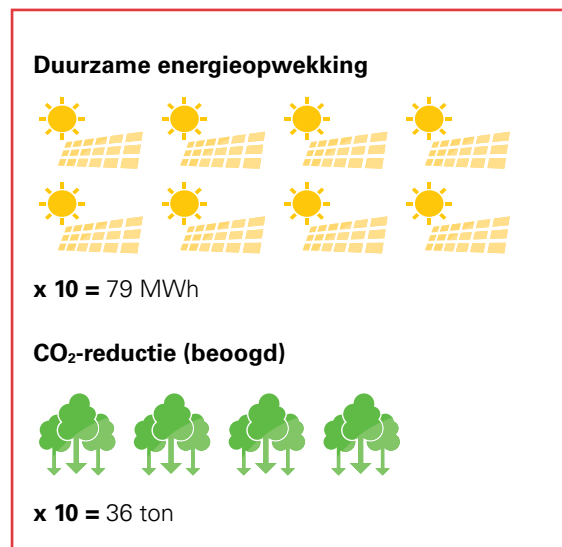 Duurzame energieopwekking
x 10 = 79 MWh
CO₂-reductie (beoogd)
x 10 = 36 ton